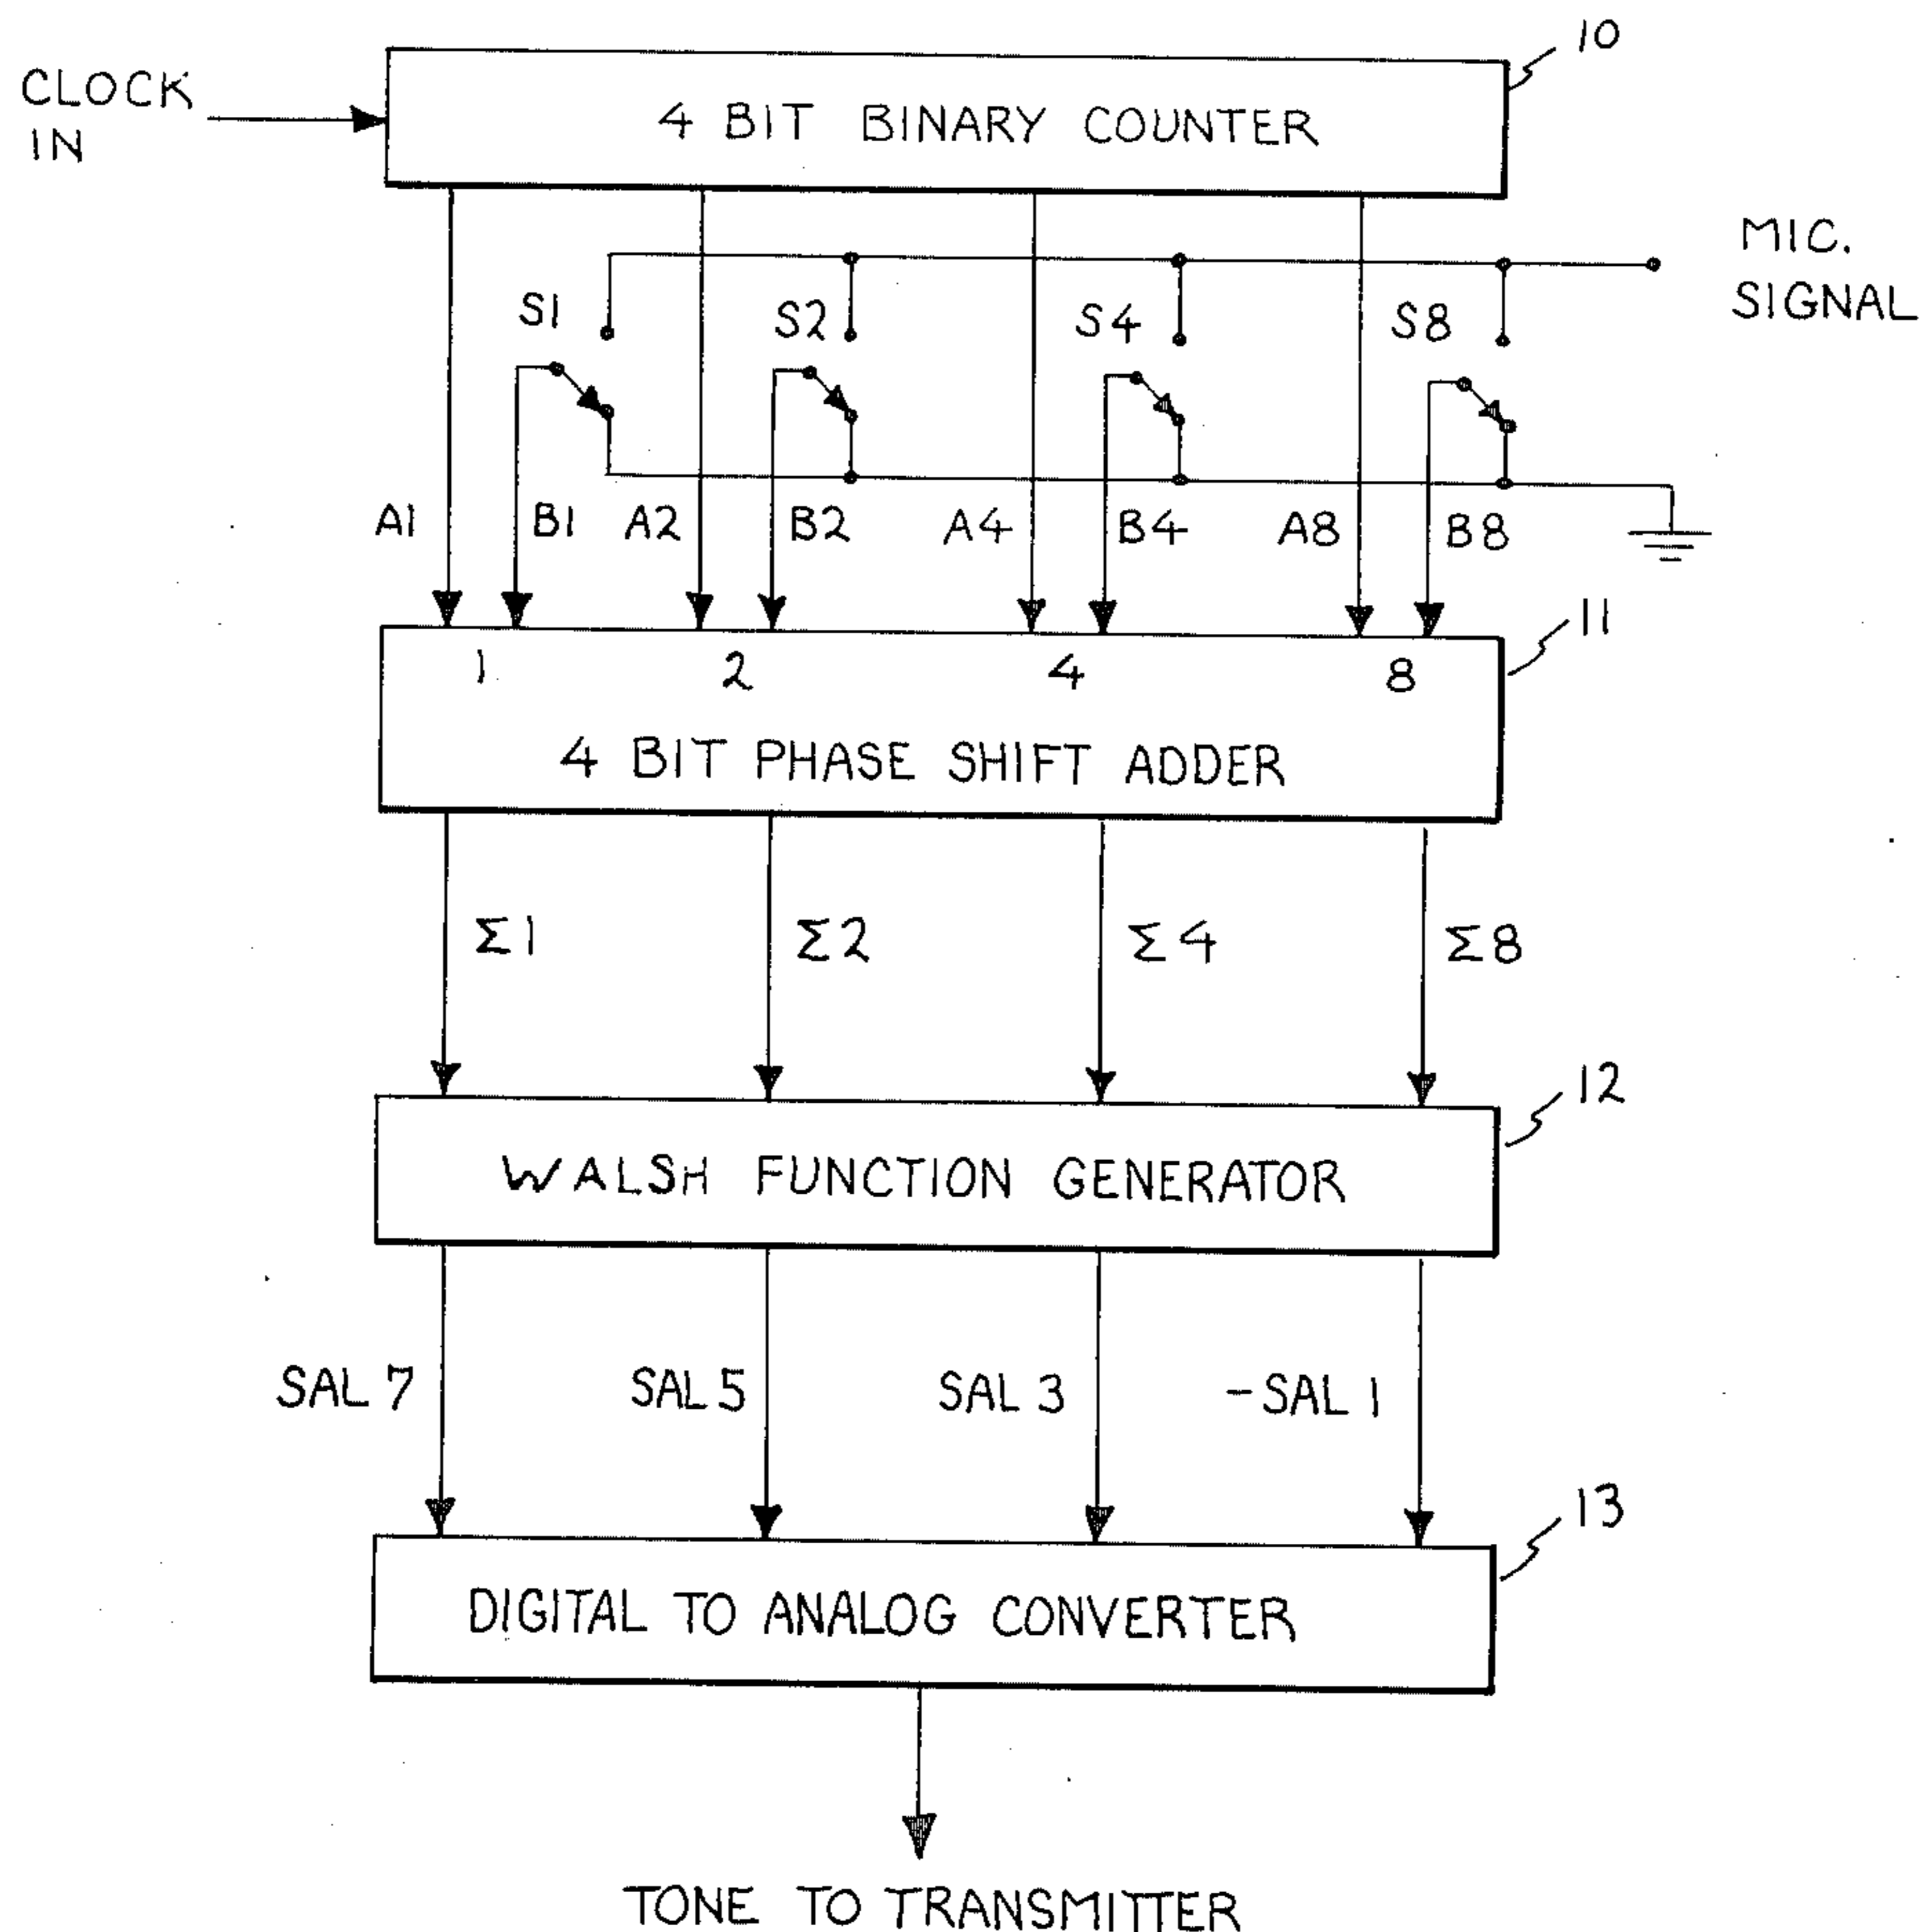 10
CLOCK
IN
4 BIT BINARY COUNTER
MIC.
SIGNAL
S1 S2 S4 S8
A1 B1 A2 B2 A4 B4 A8 B8
11
1 2 4 8
4 BIT PHASE SHIFT ADDER
Σ1 Σ2 Σ4 Σ8
12
WALSH FUNCTION GENERATOR
SAL 7 SAL 5 SAL 3 -SAL 1
13
DIGITAL TO ANALOG CONVERTER
TONE TO TRANSMITTER